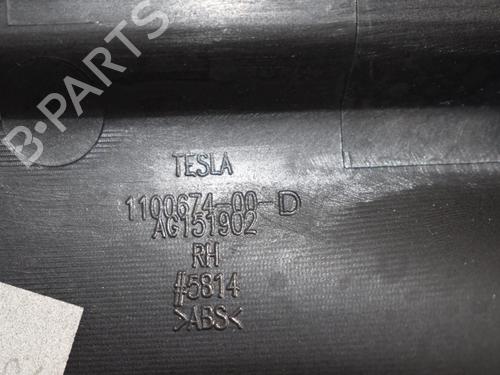 B-PARTS
TESLA
1100674-00-D
AG151902
RH
#5814
>ABS<